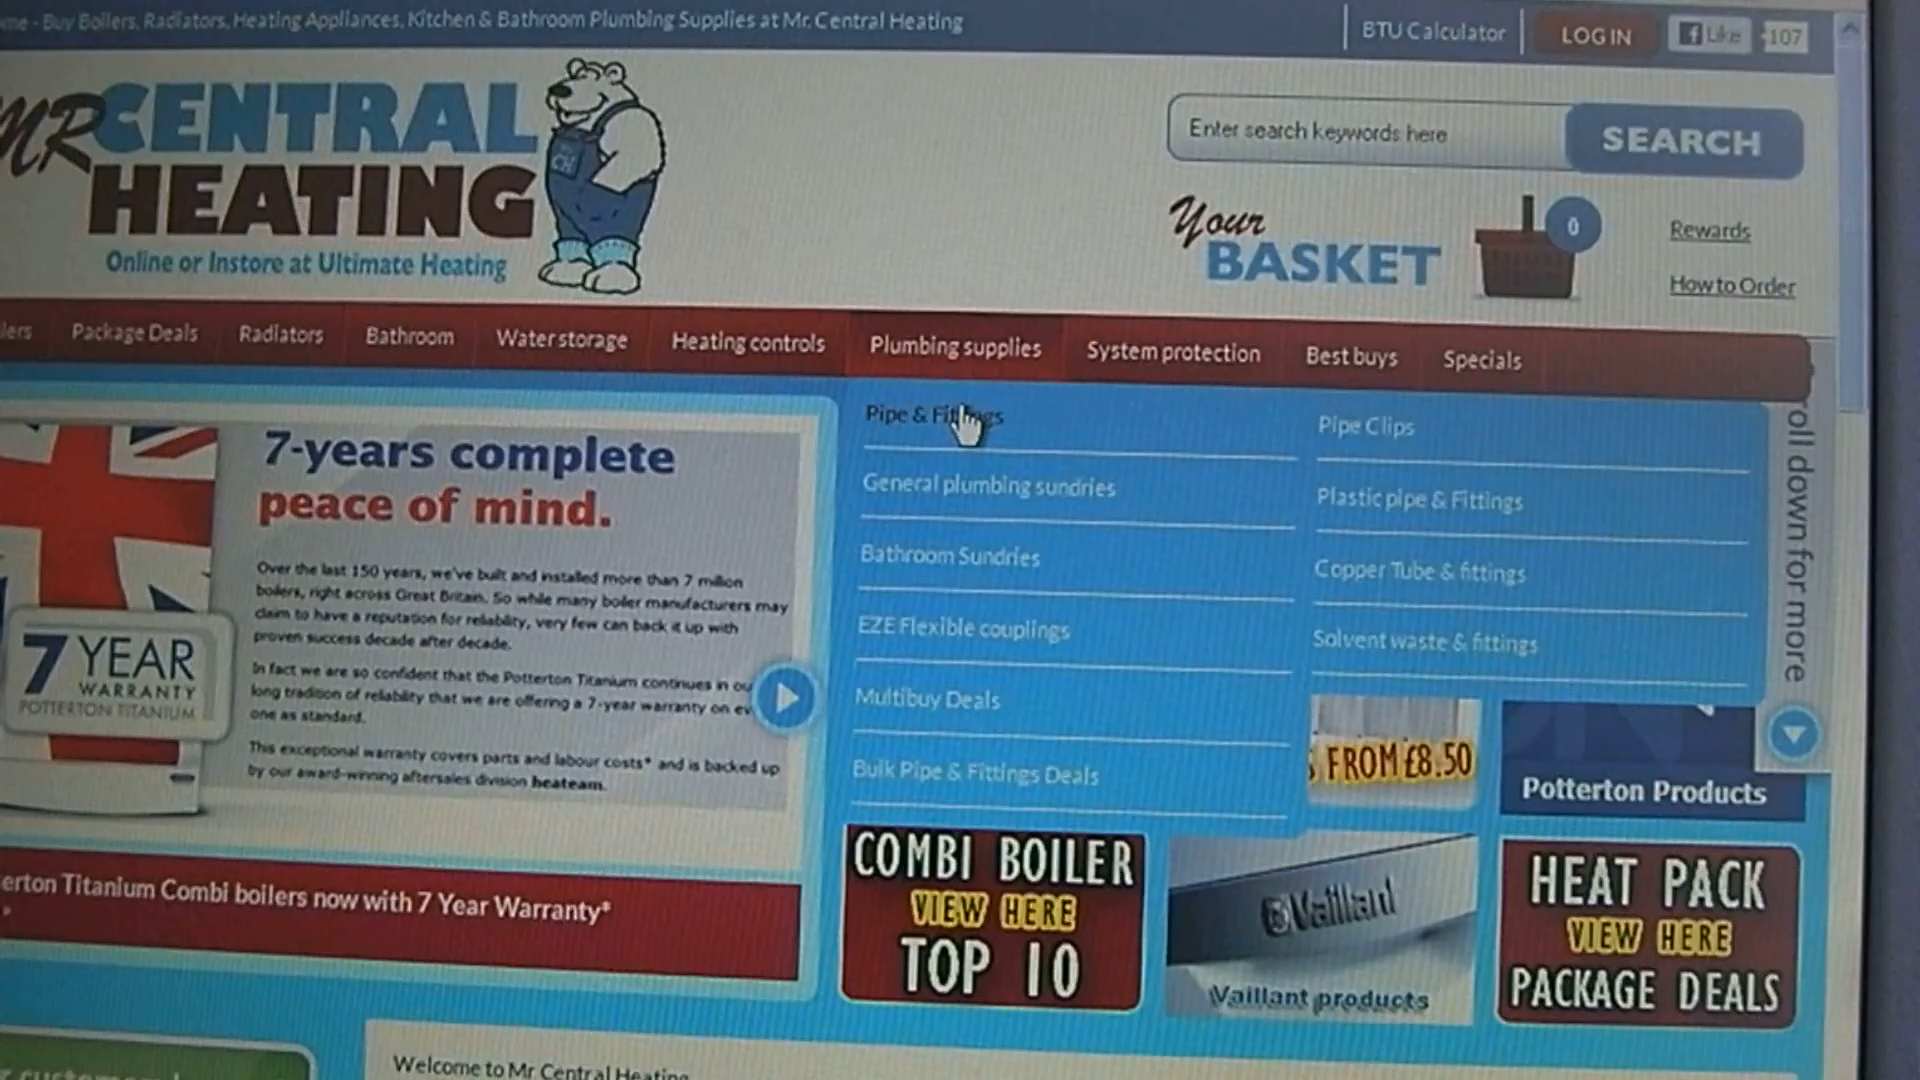 Buy Boilers, Radiators, Heating Appliances, Kitchen & Bathroom Plumbing Supplies at Mr. Central Heating
BTU Calculator
LOG IN
Like
107
MR CENTRAL
HEATING
Online or Instore at Ultimate Heating
CH
Enter search keywords here
SEARCH
Your
BASKET
0
Rewards
How to Order
Package Deals
Radiators
Bathroom
Water storage
Heating controls
Plumbing supplies
System protection
Best buys
Specials
Pipe & Fittings
General plumbing sundries
Bathroom Sundries
EZE Flexible couplings
Multibuy Deals
Bulk Pipe & Fittings Deals
Pipe Clips
Plastic pipe & Fittings
Copper Tube & fittings
Solvent waste & fittings
roll down for more
7-years complete
peace of mind.
Over the last 150 years, we've built and installed more than 7 million
boilers, right across Great Britain. So while many boiler manufacturers may
claim to have a reputation for reliability, very few can back it up with
proven success decade after decade.
In fact we are so confident that the Potterton Titanium continues in ou
long tradition of reliability that we are offering a 7-year warranty on ev
one as standard.
This exceptional warranty covers parts and labour costs* and is backed up
by our award-winning aftersales division heateam.
7 YEAR
WARRANTY
POTTERTON TITANIUM
erton Titanium Combi boilers now with 7 Year Warranty*
FROM £8.50
Potterton Products
COMBI BOILER
VIEW HERE
TOP 10
Vaillant
Vaillant products
HEAT PACK
VIEW HERE
PACKAGE DEALS
Welcome to Mr Central Heating